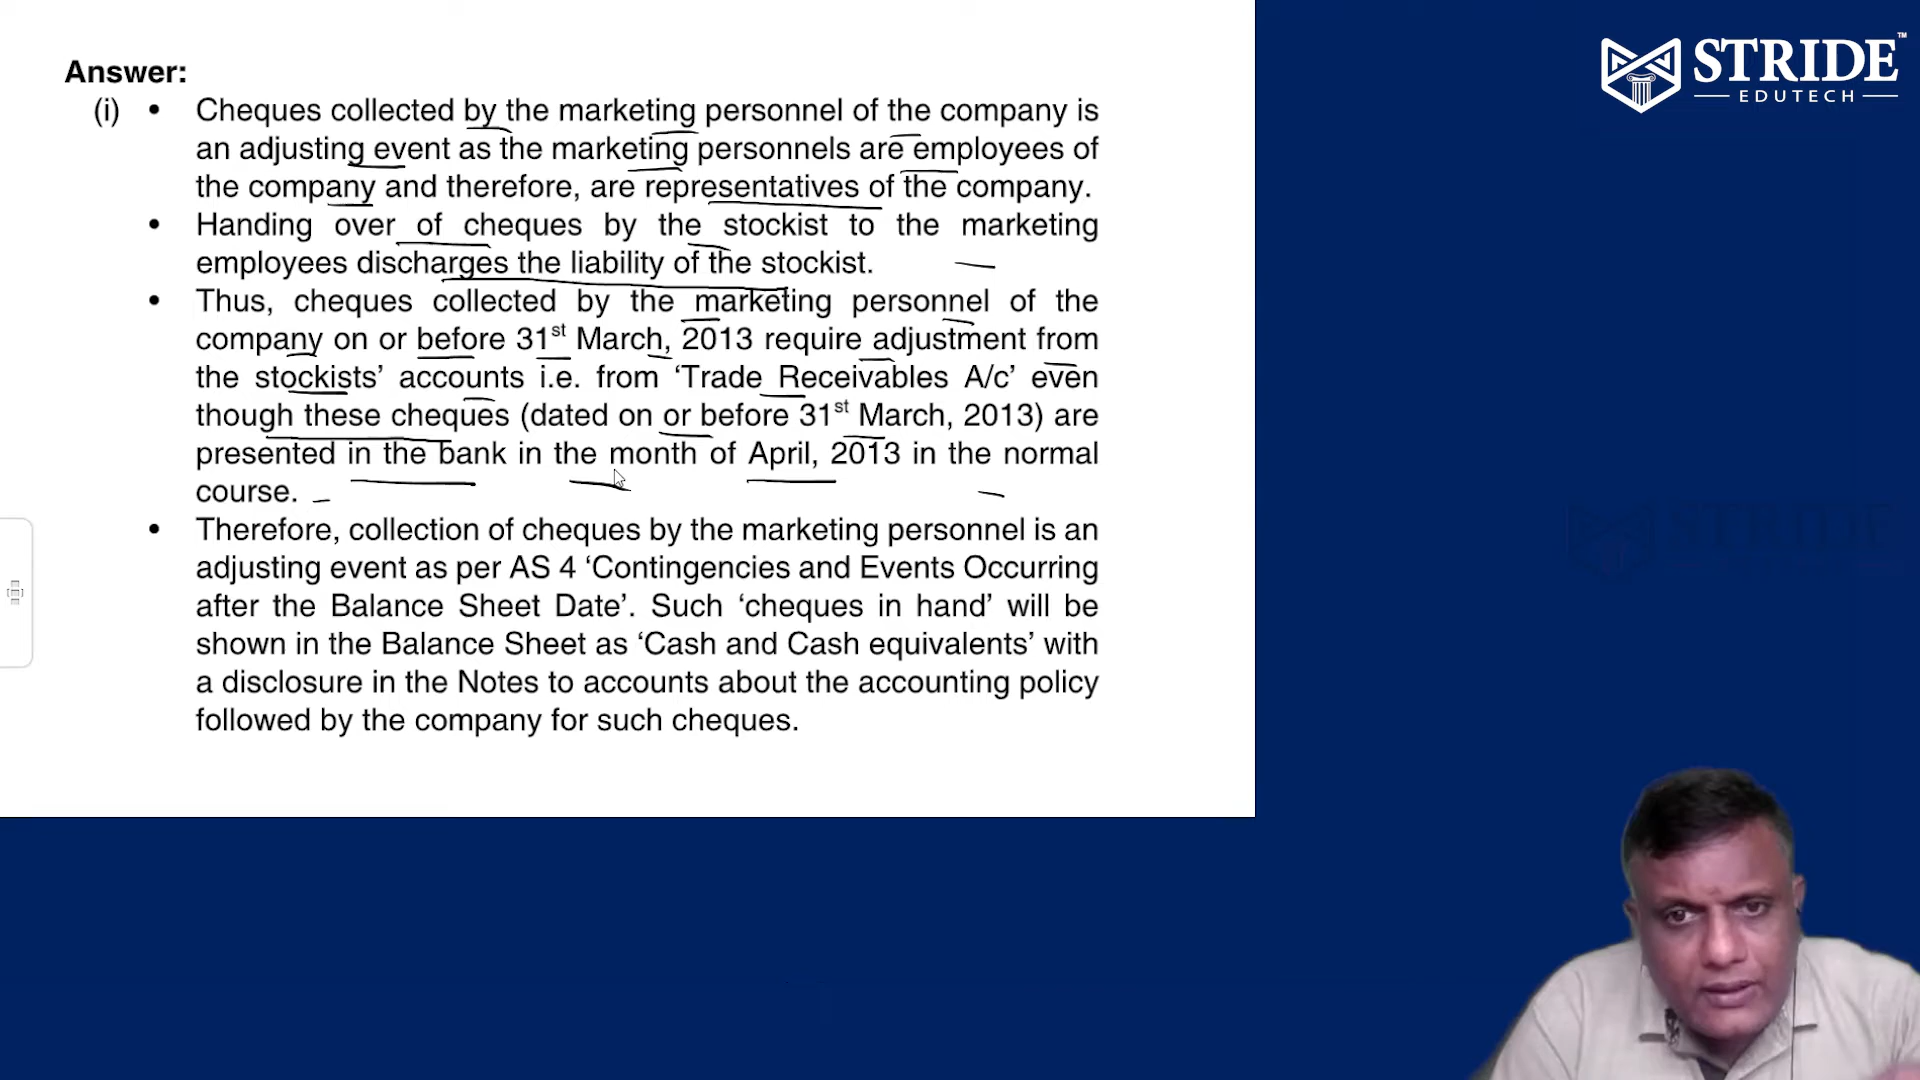 Answer:
(i) • Cheques collected by the marketing personnel of the company is
an adjusting event as the marketing personnels are employees of
the company and therefore, are representatives of the company.
• Handing over of cheques by the stockist to the marketing
employees discharges the liability of the stockist.
• Thus, cheques collected by the marketing personnel of the
company on or before 31st March, 2013 require adjustment from
the stockists’ accounts i.e. from ‘Trade Receivables A/c’ even
though these cheques (dated on or before 31st March, 2013) are
presented in the bank in the month of April, 2013 in the normal
course.
• Therefore, collection of cheques by the marketing personnel is an
adjusting event as per AS 4 ‘Contingencies and Events Occurring
after the Balance Sheet Date’. Such ‘cheques in hand’ will be
shown in the Balance Sheet as ‘Cash and Cash equivalents’ with
a disclosure in the Notes to accounts about the accounting policy
followed by the company for such cheques.
STRIDE™
EDUTECH
STRIDE